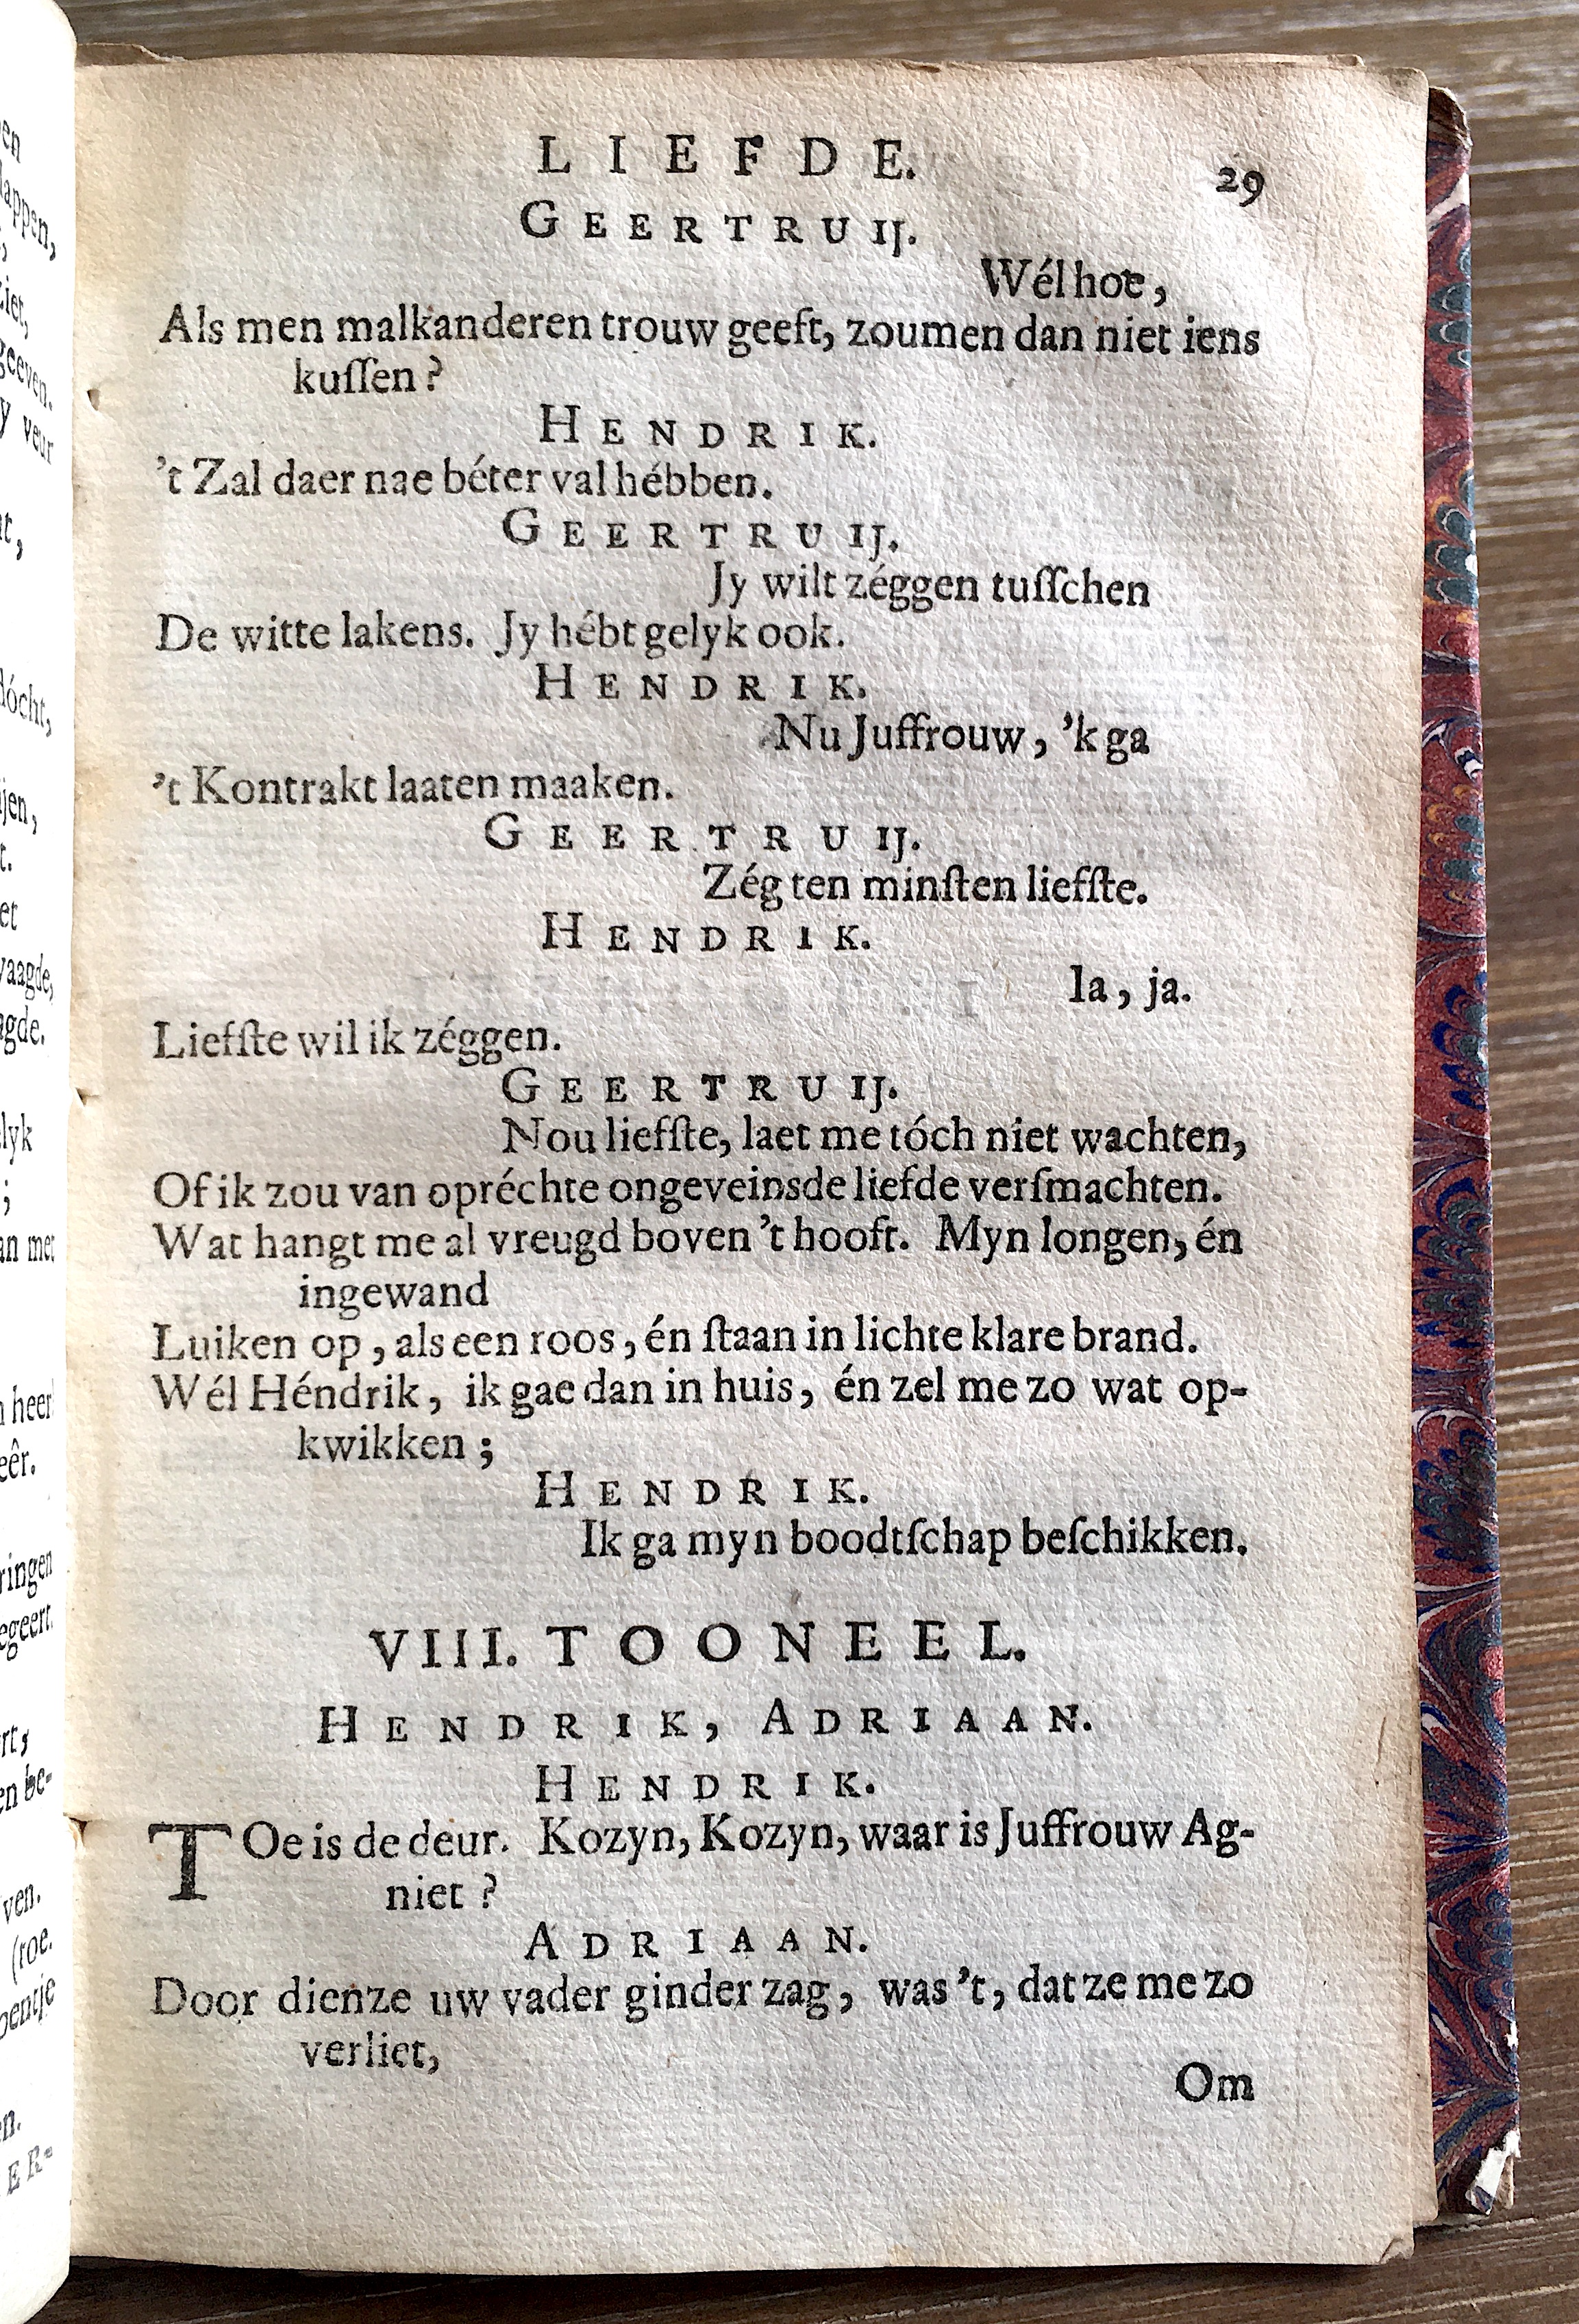 LIEFDE. 29
GEERTRUIJ.
Wél hoe,
Als men malkanderen trouw geeft, zoumen dan niet iens
kuſſen?
HENDRIK.
't Zal daer nae béter val hébben.
GEERTRUIJ.
Jy wilt zéggen tuſſchen
De witte lakens. Jy hébt gelyk ook.
HENDRIK.
Nu Juffrouw, 'k ga
't Kontrakt laaten maaken.
GEERTRUIJ.
Zég ten minſten liefſte.
HENDRIK.
Ia, ja.
Liefſte wil ik zéggen.
GEERTRUIJ.
Nou liefſte, laet me tóch niet wachten,
Of ik zou van opréchte ongeveinsde liefde verſmachten.
Wat hangt me al vreugd boven 't hooft. Myn longen, én
ingewand
Luiken op, als een roos, én ſtaan in lichte klare brand.
Wél Héndrik, ik gae dan in huis, én zel me zo wat op-
kwikken;
HENDRIK.
Ik ga myn boodtſchap beſchikken.
VIII. TOONEEL.
HENDRIK, ADRIAAN.
HENDRIK.
TOe is de deur. Kozyn, Kozyn, waar is Juffrouw Ag-
niet?
ADRIAAN.
Door dienze uw vader ginder zag, was 't, dat ze me zo
verliet,
Om